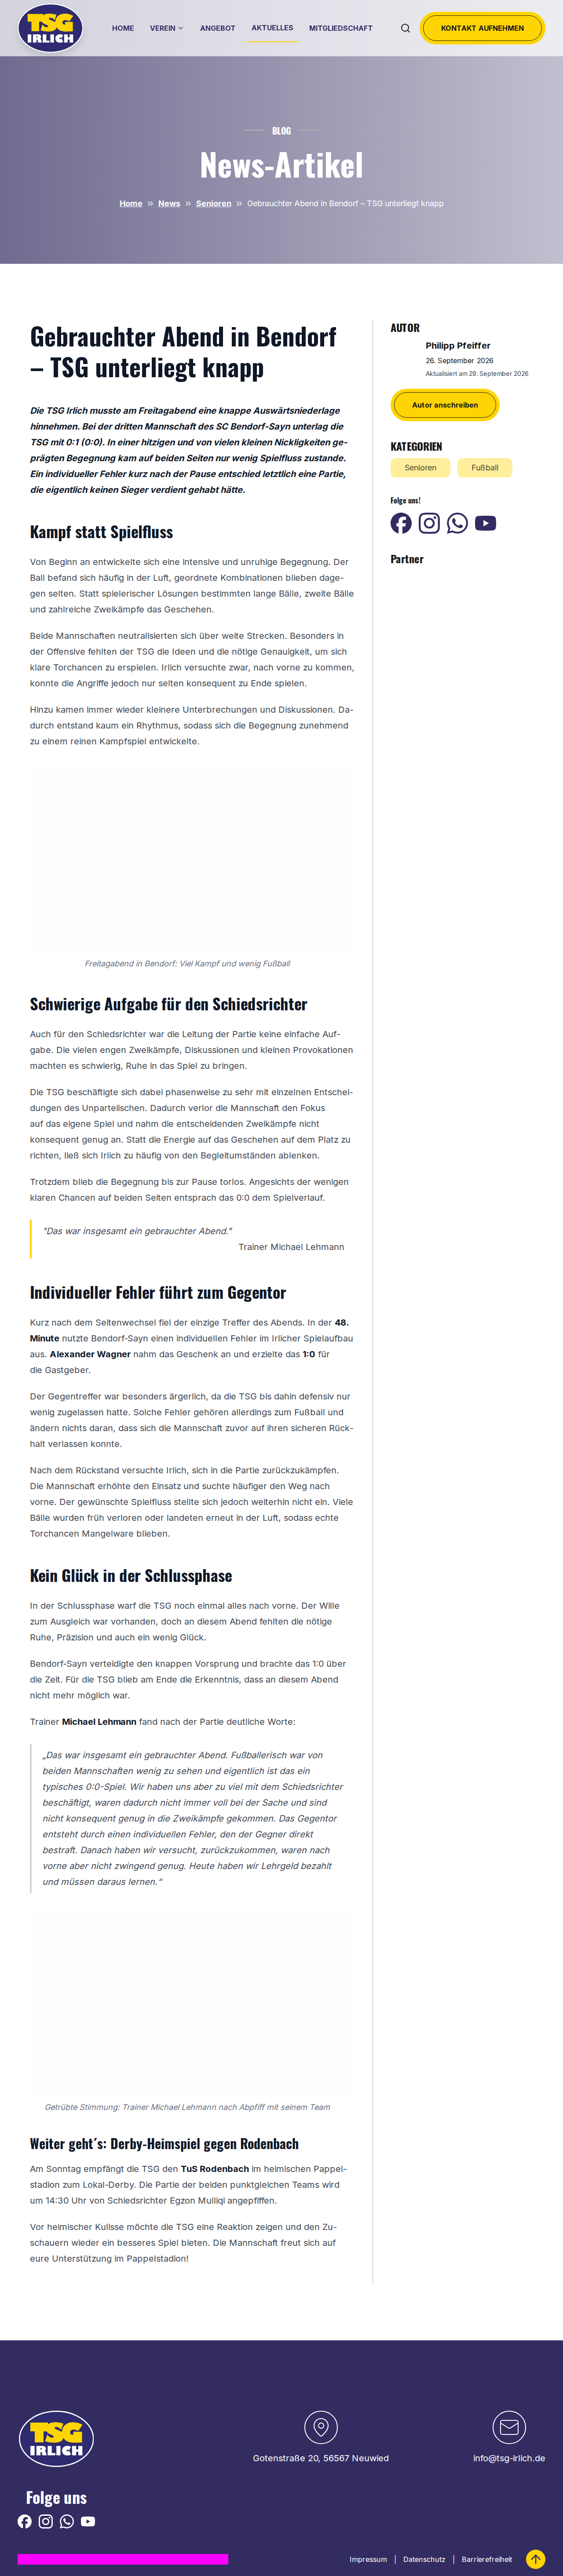 TSG
IRLICH
HOME
VEREIN
ANGEBOT
AKTUELLES
MITGLIEDSCHAFT
KONTAKT AUFNEHMEN
BLOG
News-Artikel
Home » News » Senioren » Gebrauchter Abend in Bendorf – TSG unterliegt knapp
Gebrauchter Abend in Bendorf
– TSG unterliegt knapp
Die TSG Irlich musste am Freitagabend eine knappe Auswärtsniederlage
hinnehmen. Bei der dritten Mannschaft des SC Bendorf-Sayn unterlag die
TSG mit 0:1 (0:0). In einer hitzigen und von vielen kleinen Nickligkeiten ge-
prägten Begegnung kam auf beiden Seiten nur wenig Spielfluss zustande.
Ein individueller Fehler kurz nach der Pause entschied letztlich eine Partie,
die eigentlich keinen Sieger verdient gehabt hätte.
Kampf statt Spielfluss
Von Beginn an entwickelte sich eine intensive und unruhige Begegnung. Der
Ball befand sich häufig in der Luft, geordnete Kombinationen blieben dage-
gen selten. Statt spielerischer Lösungen bestimmten lange Bälle, zweite Bälle
und zahlreiche Zweikämpfe das Geschehen.
Beide Mannschaften neutralisierten sich über weite Strecken. Besonders in
der Offensive fehlten der TSG die Ideen und die nötige Genauigkeit, um sich
klare Torchancen zu erspielen. Irlich versuchte zwar, nach vorne zu kommen,
konnte die Angriffe jedoch nur selten konsequent zu Ende spielen.
Hinzu kamen immer wieder kleinere Unterbrechungen und Diskussionen. Da-
durch entstand kaum ein Rhythmus, sodass sich die Begegnung zunehmend
zu einem reinen Kampfspiel entwickelte.
Freitagabend in Bendorf: Viel Kampf und wenig Fußball
Schwierige Aufgabe für den Schiedsrichter
Auch für den Schiedsrichter war die Leitung der Partie keine einfache Auf-
gabe. Die vielen engen Zweikämpfe, Diskussionen und kleinen Provokationen
machten es schwierig, Ruhe in das Spiel zu bringen.
Die TSG beschäftigte sich dabei phasenweise zu sehr mit einzelnen Entschei-
dungen des Unparteiischen. Dadurch verlor die Mannschaft den Fokus
auf das eigene Spiel und nahm die entscheidenden Zweikämpfe nicht
konsequent genug an. Statt die Energie auf das Geschehen auf dem Platz zu
richten, ließ sich Irlich zu häufig von den Begleitumständen ablenken.
Trotzdem blieb die Begegnung bis zur Pause torlos. Angesichts der wenigen
klaren Chancen auf beiden Seiten entsprach das 0:0 dem Spielverlauf.
"Das war insgesamt ein gebrauchter Abend."
Trainer Michael Lehmann
Individueller Fehler führt zum Gegentor
Kurz nach dem Seitenwechsel fiel der einzige Treffer des Abends. In der 48.
Minute nutzte Bendorf-Sayn einen individuellen Fehler im Irlicher Spielaufbau
aus. Alexander Wagner nahm das Geschenk an und erzielte das 1:0 für
die Gastgeber.
Der Gegentreffer war besonders ärgerlich, da die TSG bis dahin defensiv nur
wenig zugelassen hatte. Solche Fehler gehören allerdings zum Fußball und
ändern nichts daran, dass sich die Mannschaft zuvor auf ihren sicheren Rück-
halt verlassen konnte.
Nach dem Rückstand versuchte Irlich, sich in die Partie zurückzukämpfen.
Die Mannschaft erhöhte den Einsatz und suchte häufiger den Weg nach
vorne. Der gewünschte Spielfluss stellte sich jedoch weiterhin nicht ein. Viele
Bälle wurden früh verloren oder landeten erneut in der Luft, sodass echte
Torchancen Mangelware blieben.
Kein Glück in der Schlussphase
In der Schlussphase warf die TSG noch einmal alles nach vorne. Der Wille
zum Ausgleich war vorhanden, doch an diesem Abend fehlten die nötige
Ruhe, Präzision und auch ein wenig Glück.
Bendorf-Sayn verteidigte den knappen Vorsprung und brachte das 1:0 über
die Zeit. Für die TSG blieb am Ende die Erkenntnis, dass an diesem Abend
nicht mehr möglich war.
Trainer Michael Lehmann fand nach der Partie deutliche Worte:
„Das war insgesamt ein gebrauchter Abend. Fußballerisch war von
beiden Mannschaften wenig zu sehen und eigentlich ist das ein
typisches 0:0-Spiel. Wir haben uns aber zu viel mit dem Schiedsrichter
beschäftigt, waren dadurch nicht immer voll bei der Sache und sind
nicht konsequent genug in die Zweikämpfe gekommen. Das Gegentor
entsteht durch einen individuellen Fehler, den der Gegner direkt
bestraft. Danach haben wir versucht, zurückzukommen, waren nach
vorne aber nicht zwingend genug. Heute haben wir Lehrgeld bezahlt
und müssen daraus lernen.“
Getrübte Stimmung: Trainer Michael Lehmann nach Abpfiff mit seinem Team
Weiter geht´s: Derby-Heimspiel gegen Rodenbach
Am Sonntag empfängt die TSG den TuS Rodenbach im heimischen Pappel-
stadion zum Lokal-Derby. Die Partie der beiden punktgleichen Teams wird
um 14:30 Uhr von Schiedsrichter Egzon Mulliqi angepfiffen.
Vor heimischer Kulisse möchte die TSG eine Reaktion zeigen und den Zu-
schauern wieder ein besseres Spiel bieten. Die Mannschaft freut sich auf
eure Unterstützung im Pappelstadion!
AUTOR
Philipp Pfeiffer
26. September 2026
Aktualisiert am 29. September 2026
Autor anschreiben
KATEGORIEN
Senioren
Fußball
Folge uns!
Partner
TSG
IRLICH
Folge uns
Gotenstraße 20, 56567 Neuwied
info@tsg-irlich.de
Impressum | Datenschutz | Barrierefreiheit